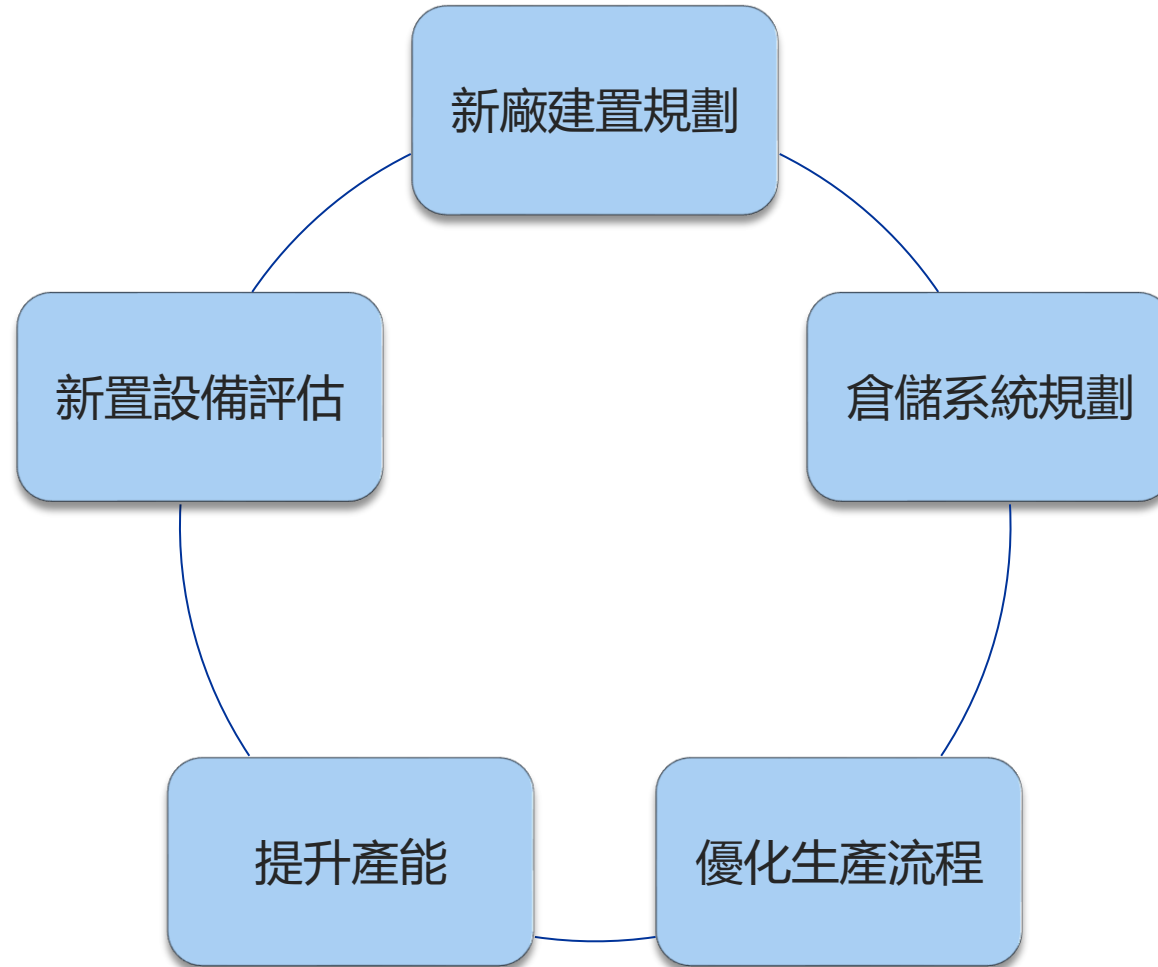 新廠建置規劃
新置設備評估
倉儲系統規劃
提升產能
優化生產流程